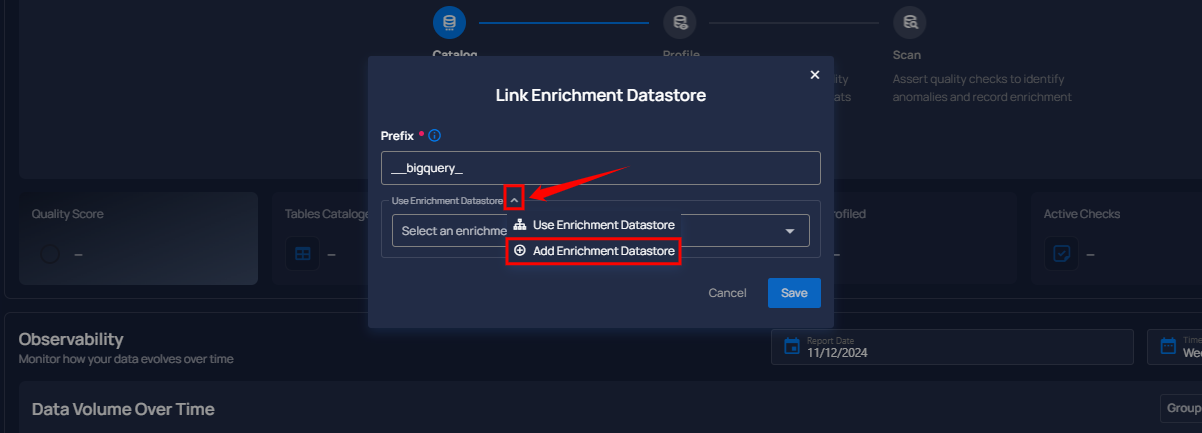 Catalog
Profile
Scan
Link Enrichment Datastore
Assert quality checks to identify
anomalies and record enrichment
Prefix *
__bigquery_
Quality Score
–
Tables Cataloge
–
Use Enrichment Datastore
Select an enrichme
Use Enrichment Datastore
Add Enrichment Datastore
ofiled
–
Active Checks
–
Cancel
Save
Observability
Monitor how your data evolves over time
Report Date
11/12/2024
Time
Wee
Data Volume Over Time
Group